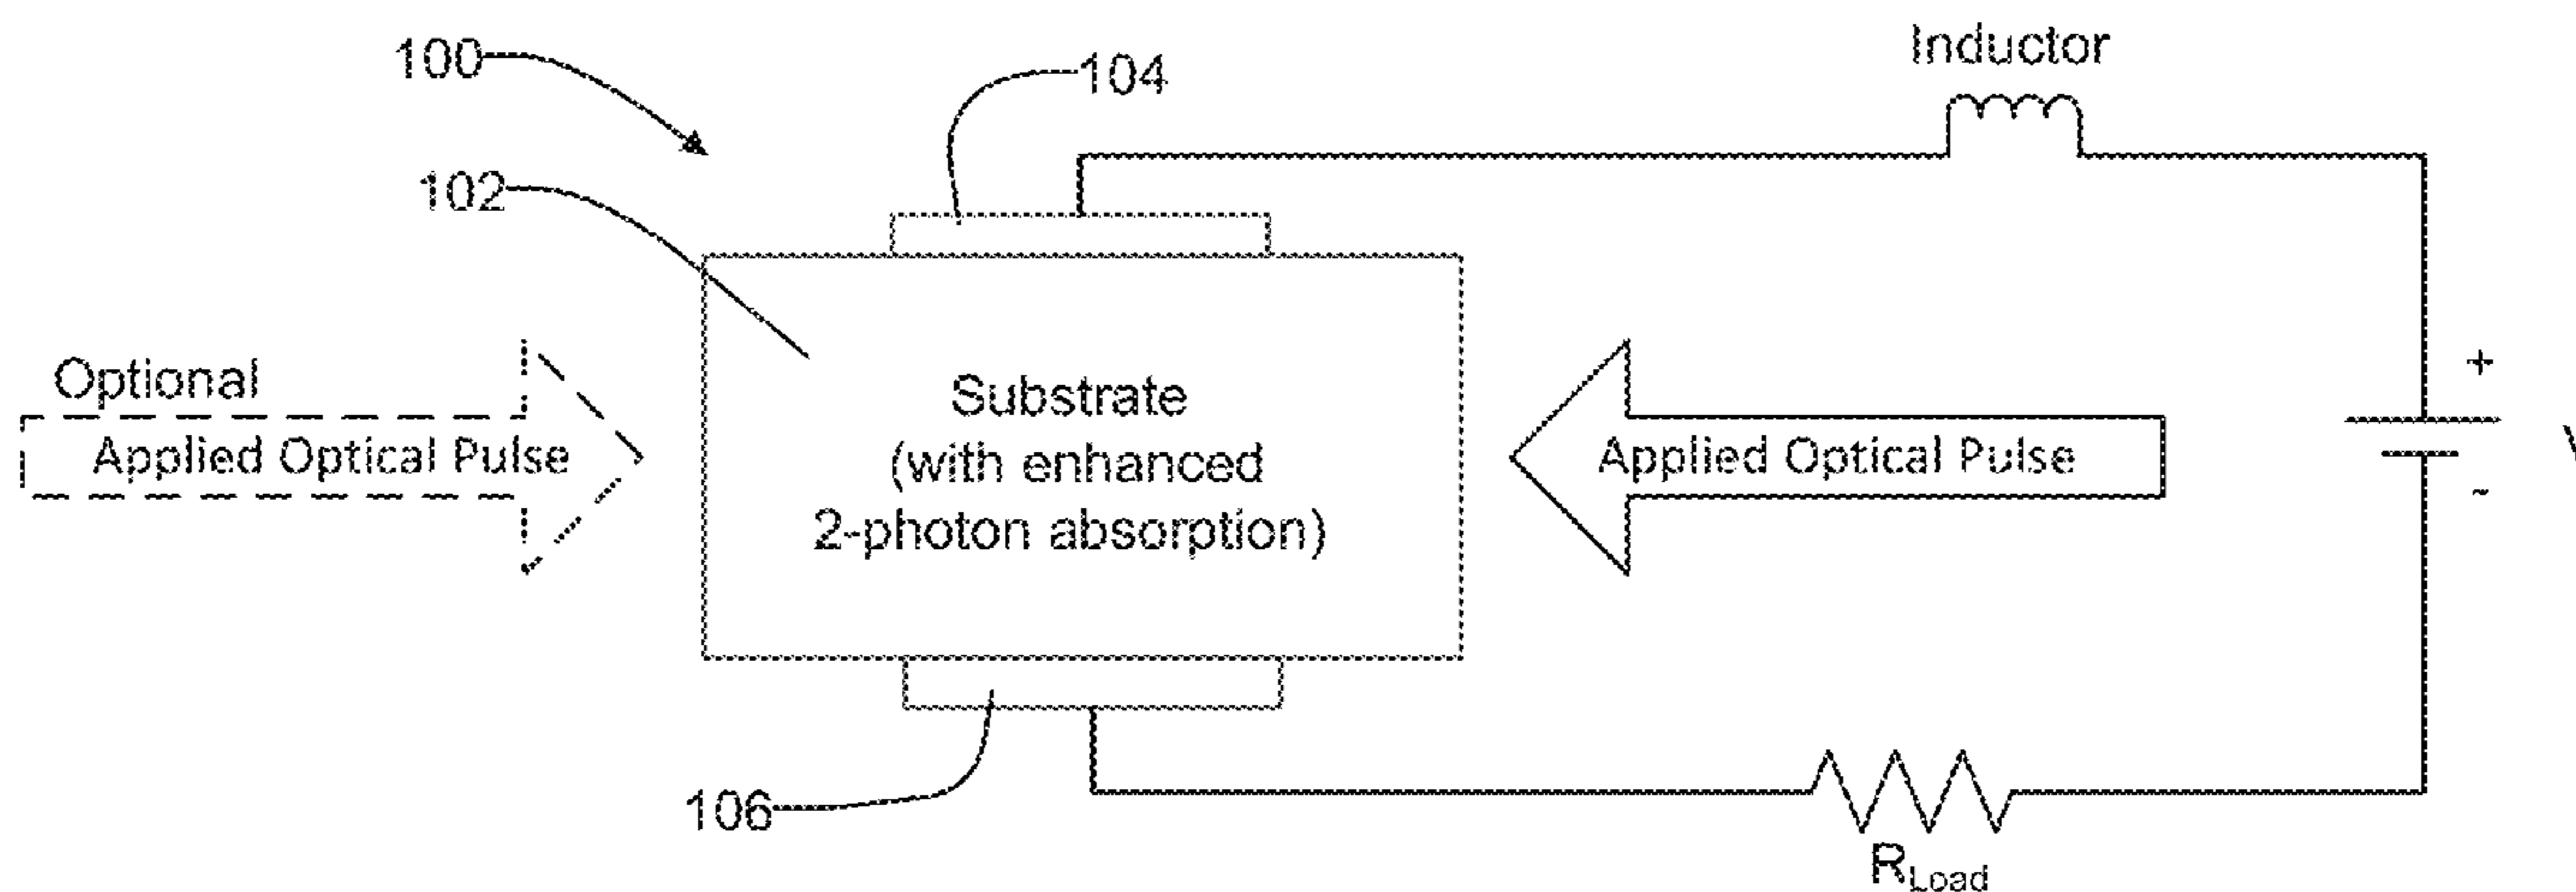 100
104
Inductor
102
Optional
Applied Optical Pulse
Substrate
(with enhanced
2-photon absorption)
Applied Optical Pulse
+
-
106
RLoad